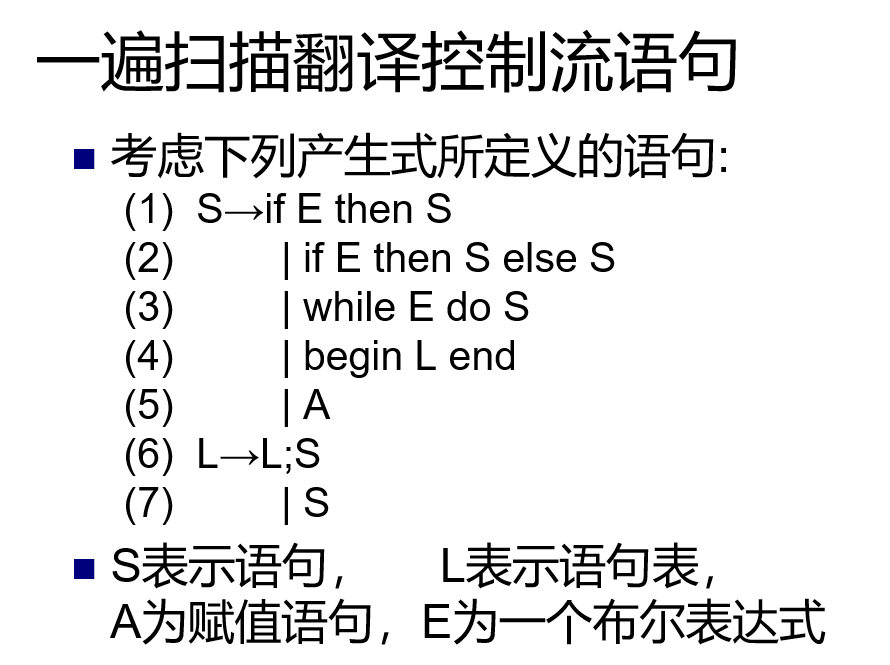 一遍扫描翻译控制流语句
考虑下列产生式所定义的语句:
(1) S→if E then S
(2) | if E then S else S
(3) | while E do S
(4) | begin L end
(5) | A
(6) L→L;S
(7) | S
S表示语句， L表示语句表，
A为赋值语句，E为一个布尔表达式